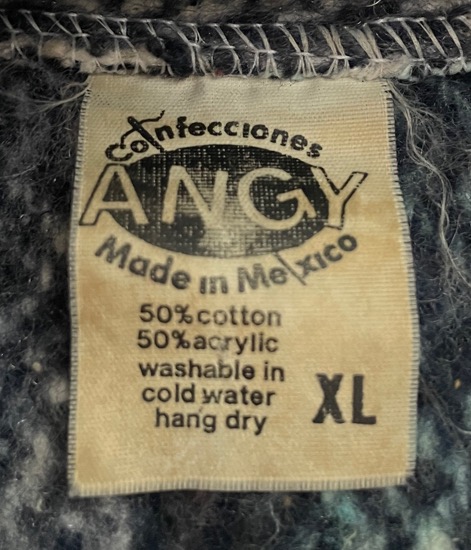 Confecciones
ANGY
Made in Mexico
50% cotton
50% acrylic
washable in
cold water
hang dry
XL